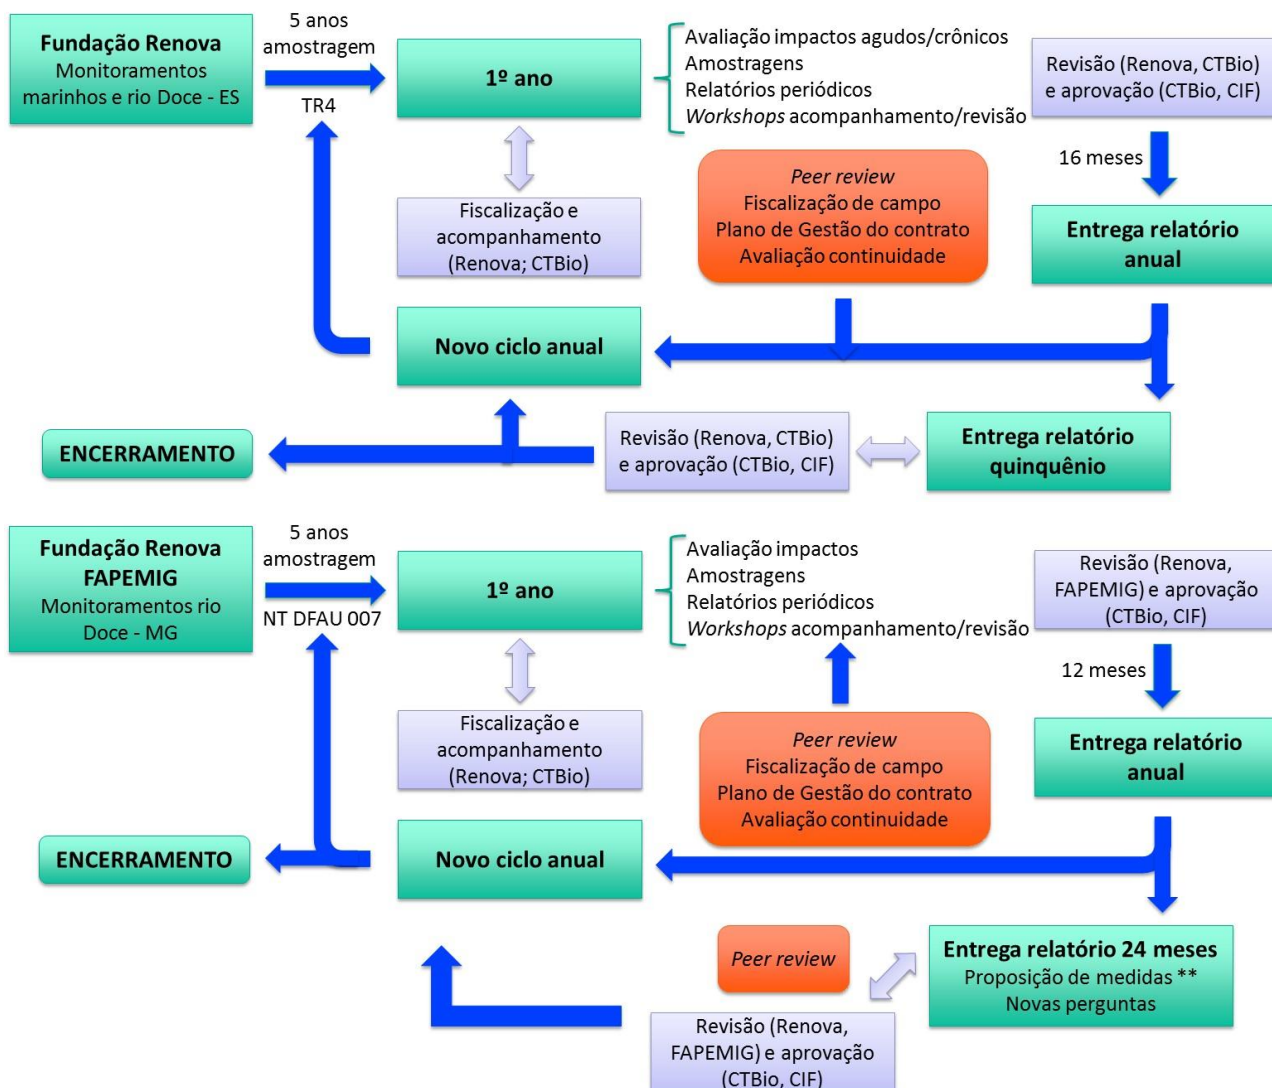 Fundação Renova
Monitoramentos
marinhos e rio Doce - ES
5 anos
amostragem
TR4
1º ano
Avaliação impactos agudos/crônicos
Amostragens
Relatórios periódicos
Workshops acompanhamento/revisão
Revisão (Renova, CTBio)
e aprovação (CTBio, CIF)
16 meses
Fiscalização e
acompanhamento
(Renova; CTBio)
Peer review
Fiscalização de campo
Plano de Gestão do contrato
Avaliação continuidade
Entrega relatório
anual
Novo ciclo anual
ENCERRAMENTO
Revisão (Renova, CTBio)
e aprovação (CTBio, CIF)
Entrega relatório
quinquênio
Fundação Renova
FAPEMIG
Monitoramentos rio
Doce - MG
5 anos
amostragem
NT DFAU 007
1º ano
Avaliação impactos
Amostragens
Relatórios periódicos
Workshops acompanhamento/revisão
Revisão (Renova,
FAPEMIG) e aprovação
(CTBio, CIF)
12 meses
Fiscalização e
acompanhamento
(Renova; CTBio)
Peer review
Fiscalização de campo
Plano de Gestão do contrato
Avaliação continuidade
Entrega relatório
anual
ENCERRAMENTO
Novo ciclo anual
Peer review
Entrega relatório 24 meses
Proposição de medidas **
Novas perguntas
Revisão (Renova,
FAPEMIG) e aprovação
(CTBio, CIF)